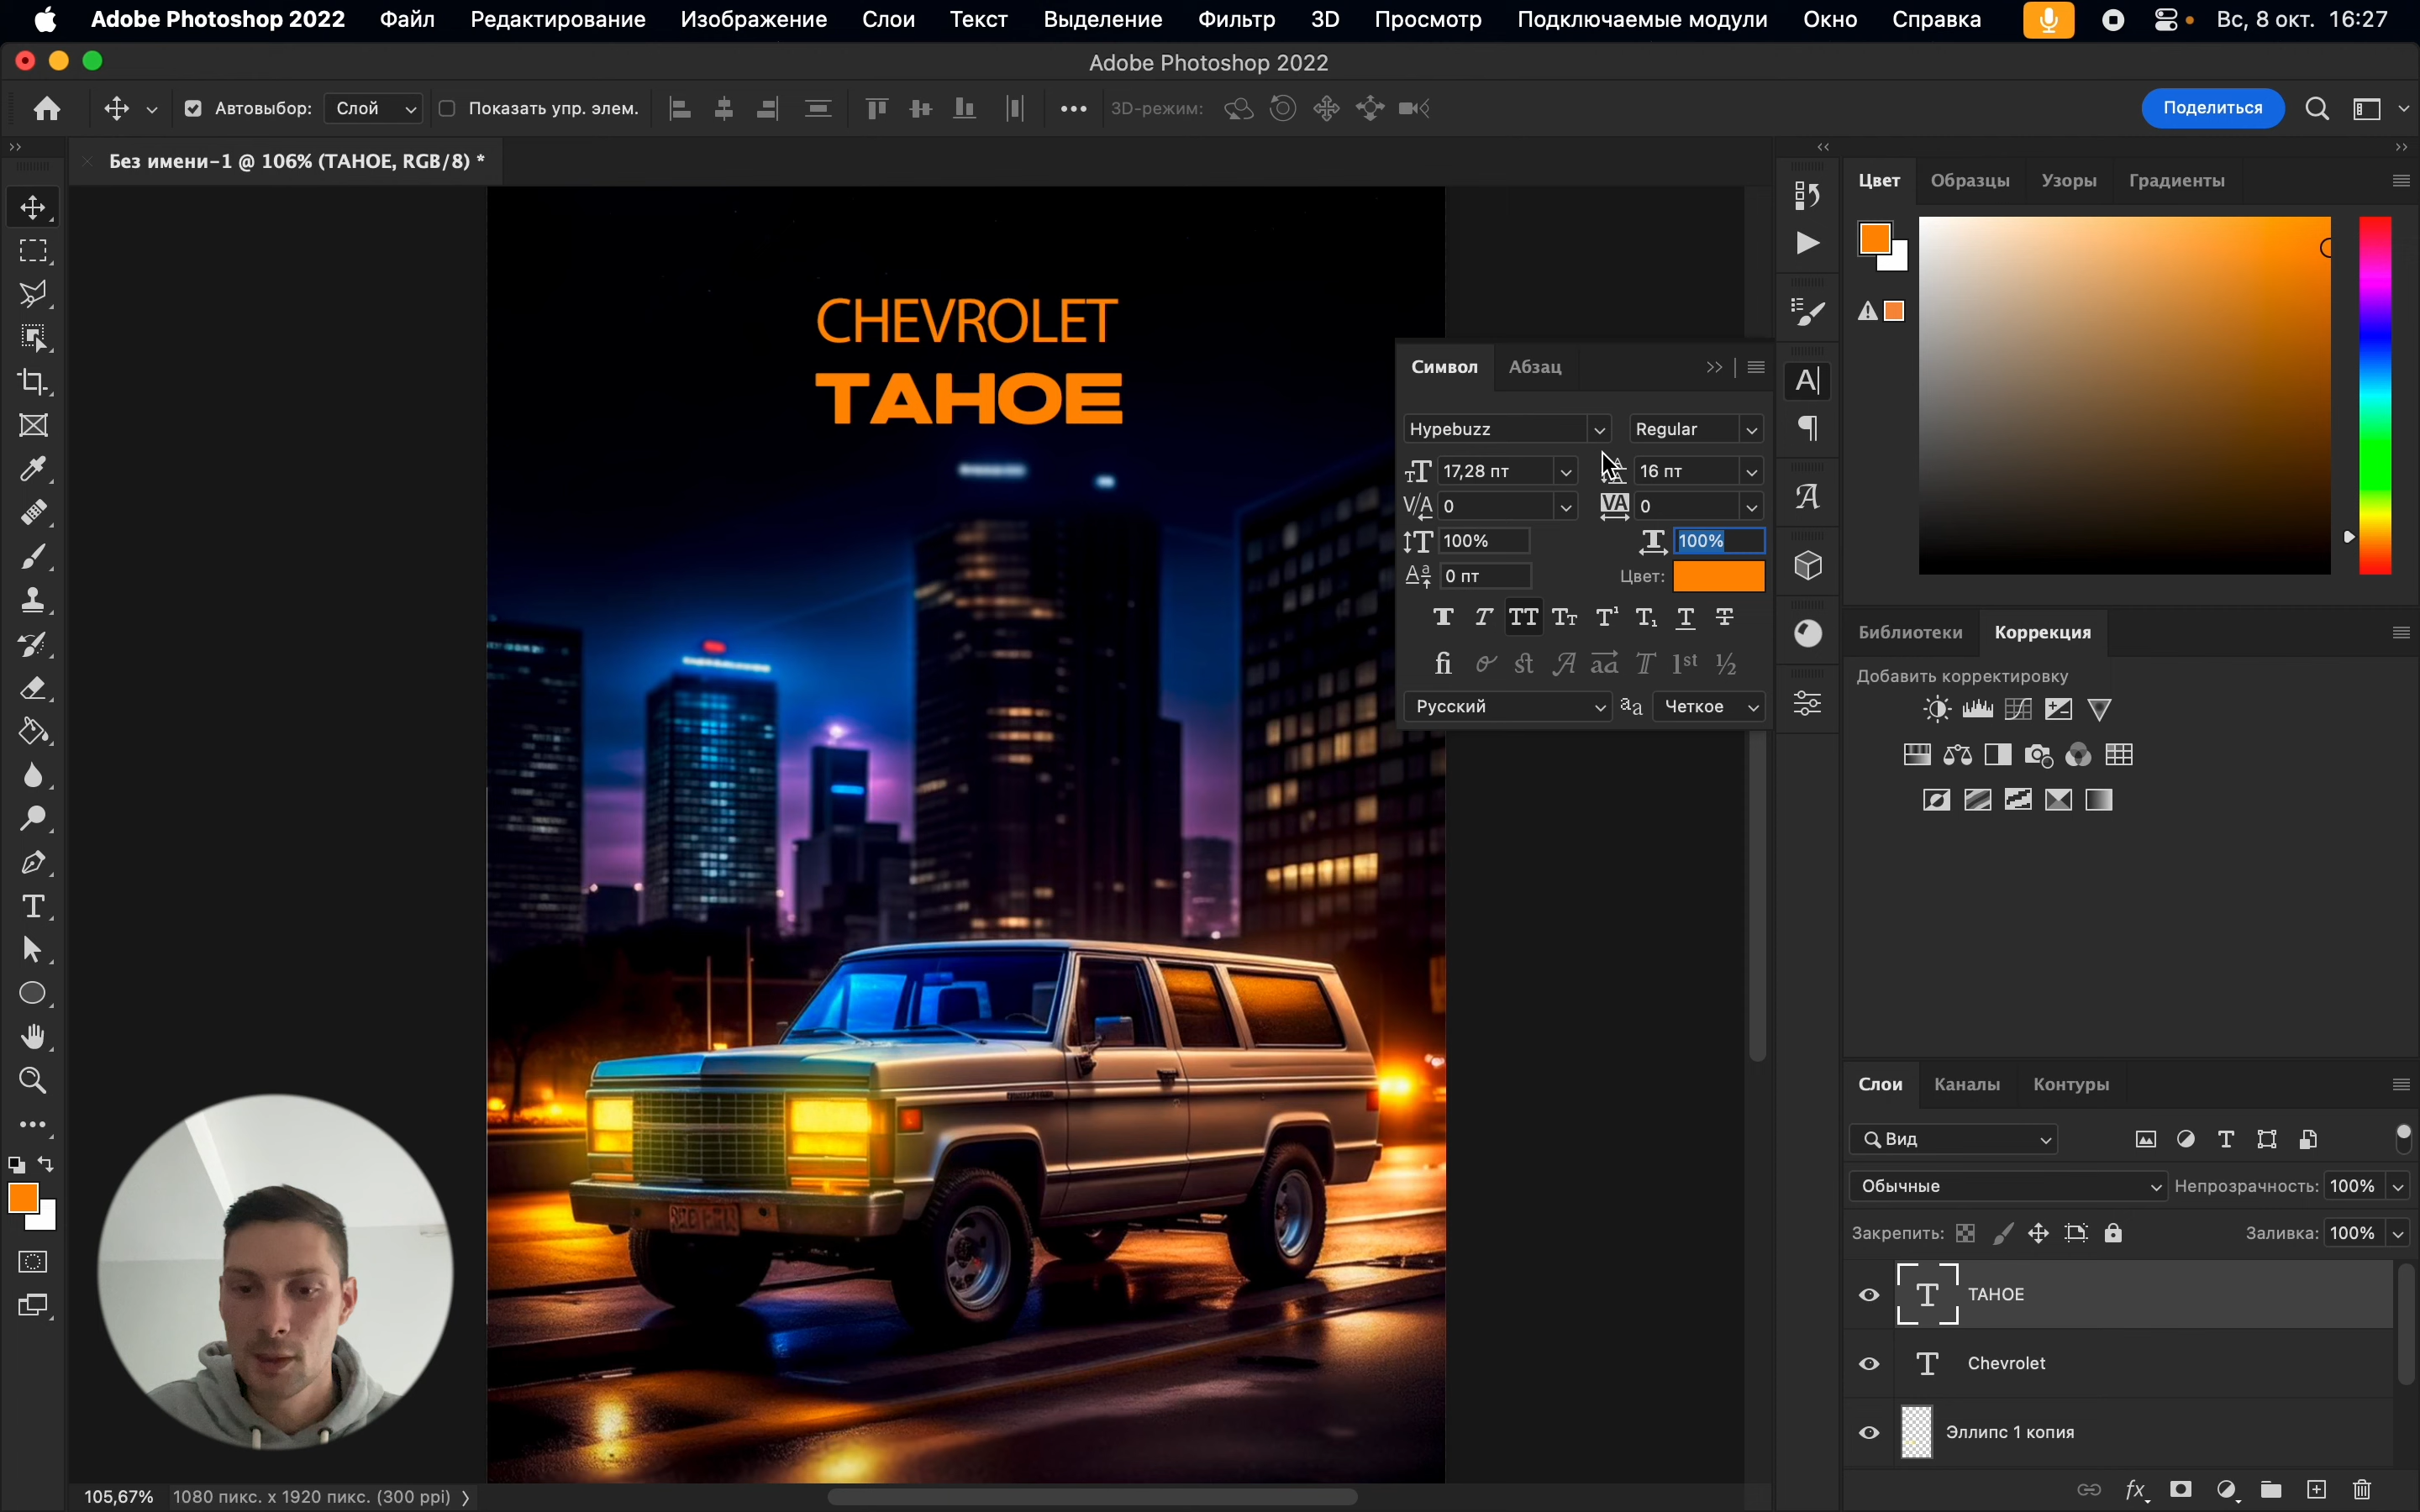 Adobe Photoshop 2022 Файл Редактирование Изображение Слои Текст Выделение Фильтр 3D Просмотр Подключаемые модули Окно Справка Вс, 8 окт. 16:27
Adobe Photoshop 2022
Автовыбор: Слой Показать упр. элем. 3D-режим: Поделиться
Без имени-1 @ 106% (TAHOE, RGB/8) *
Цвет Образцы Узоры Градиенты
CHEVROLET
TAHOE
Символ Абзац
Hypebuzz Regular
17,28 пт 16 пт
0 0
100% 100%
0 пт Цвет:
Русский Четкое
Библиотеки Коррекция
Добавить корректировку
Слои Каналы Контуры
Вид
Обычные Непрозрачность: 100%
Закрепить: Заливка: 100%
TAHOE
Chevrolet
Эллипс 1 копия
105,67% 1080 пикс. x 1920 пикс. (300 ppi)